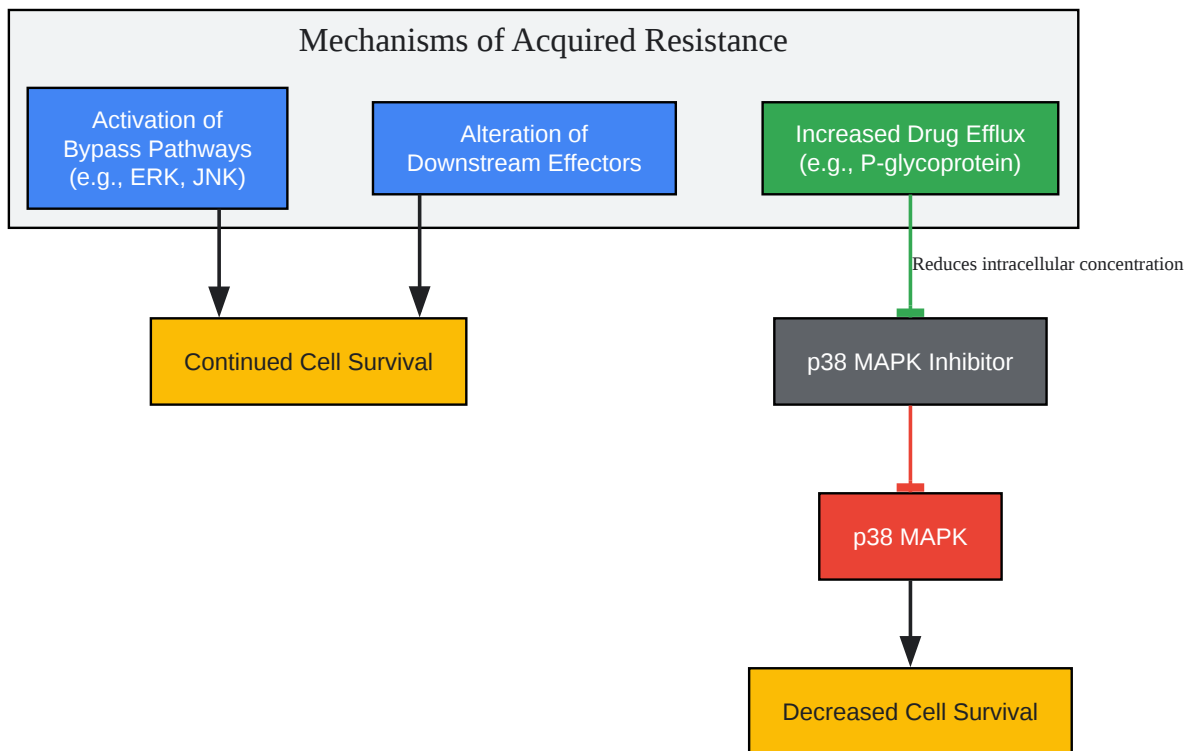 Mechanisms of Acquired Resistance
Activation of
Bypass Pathways
(e.g., ERK, JNK)
Alteration of
Downstream Effectors
Increased Drug Efflux
(e.g., P-glycoprotein)
Reduces intracellular concentration
Continued Cell Survival
p38 MAPK Inhibitor
p38 MAPK
Decreased Cell Survival